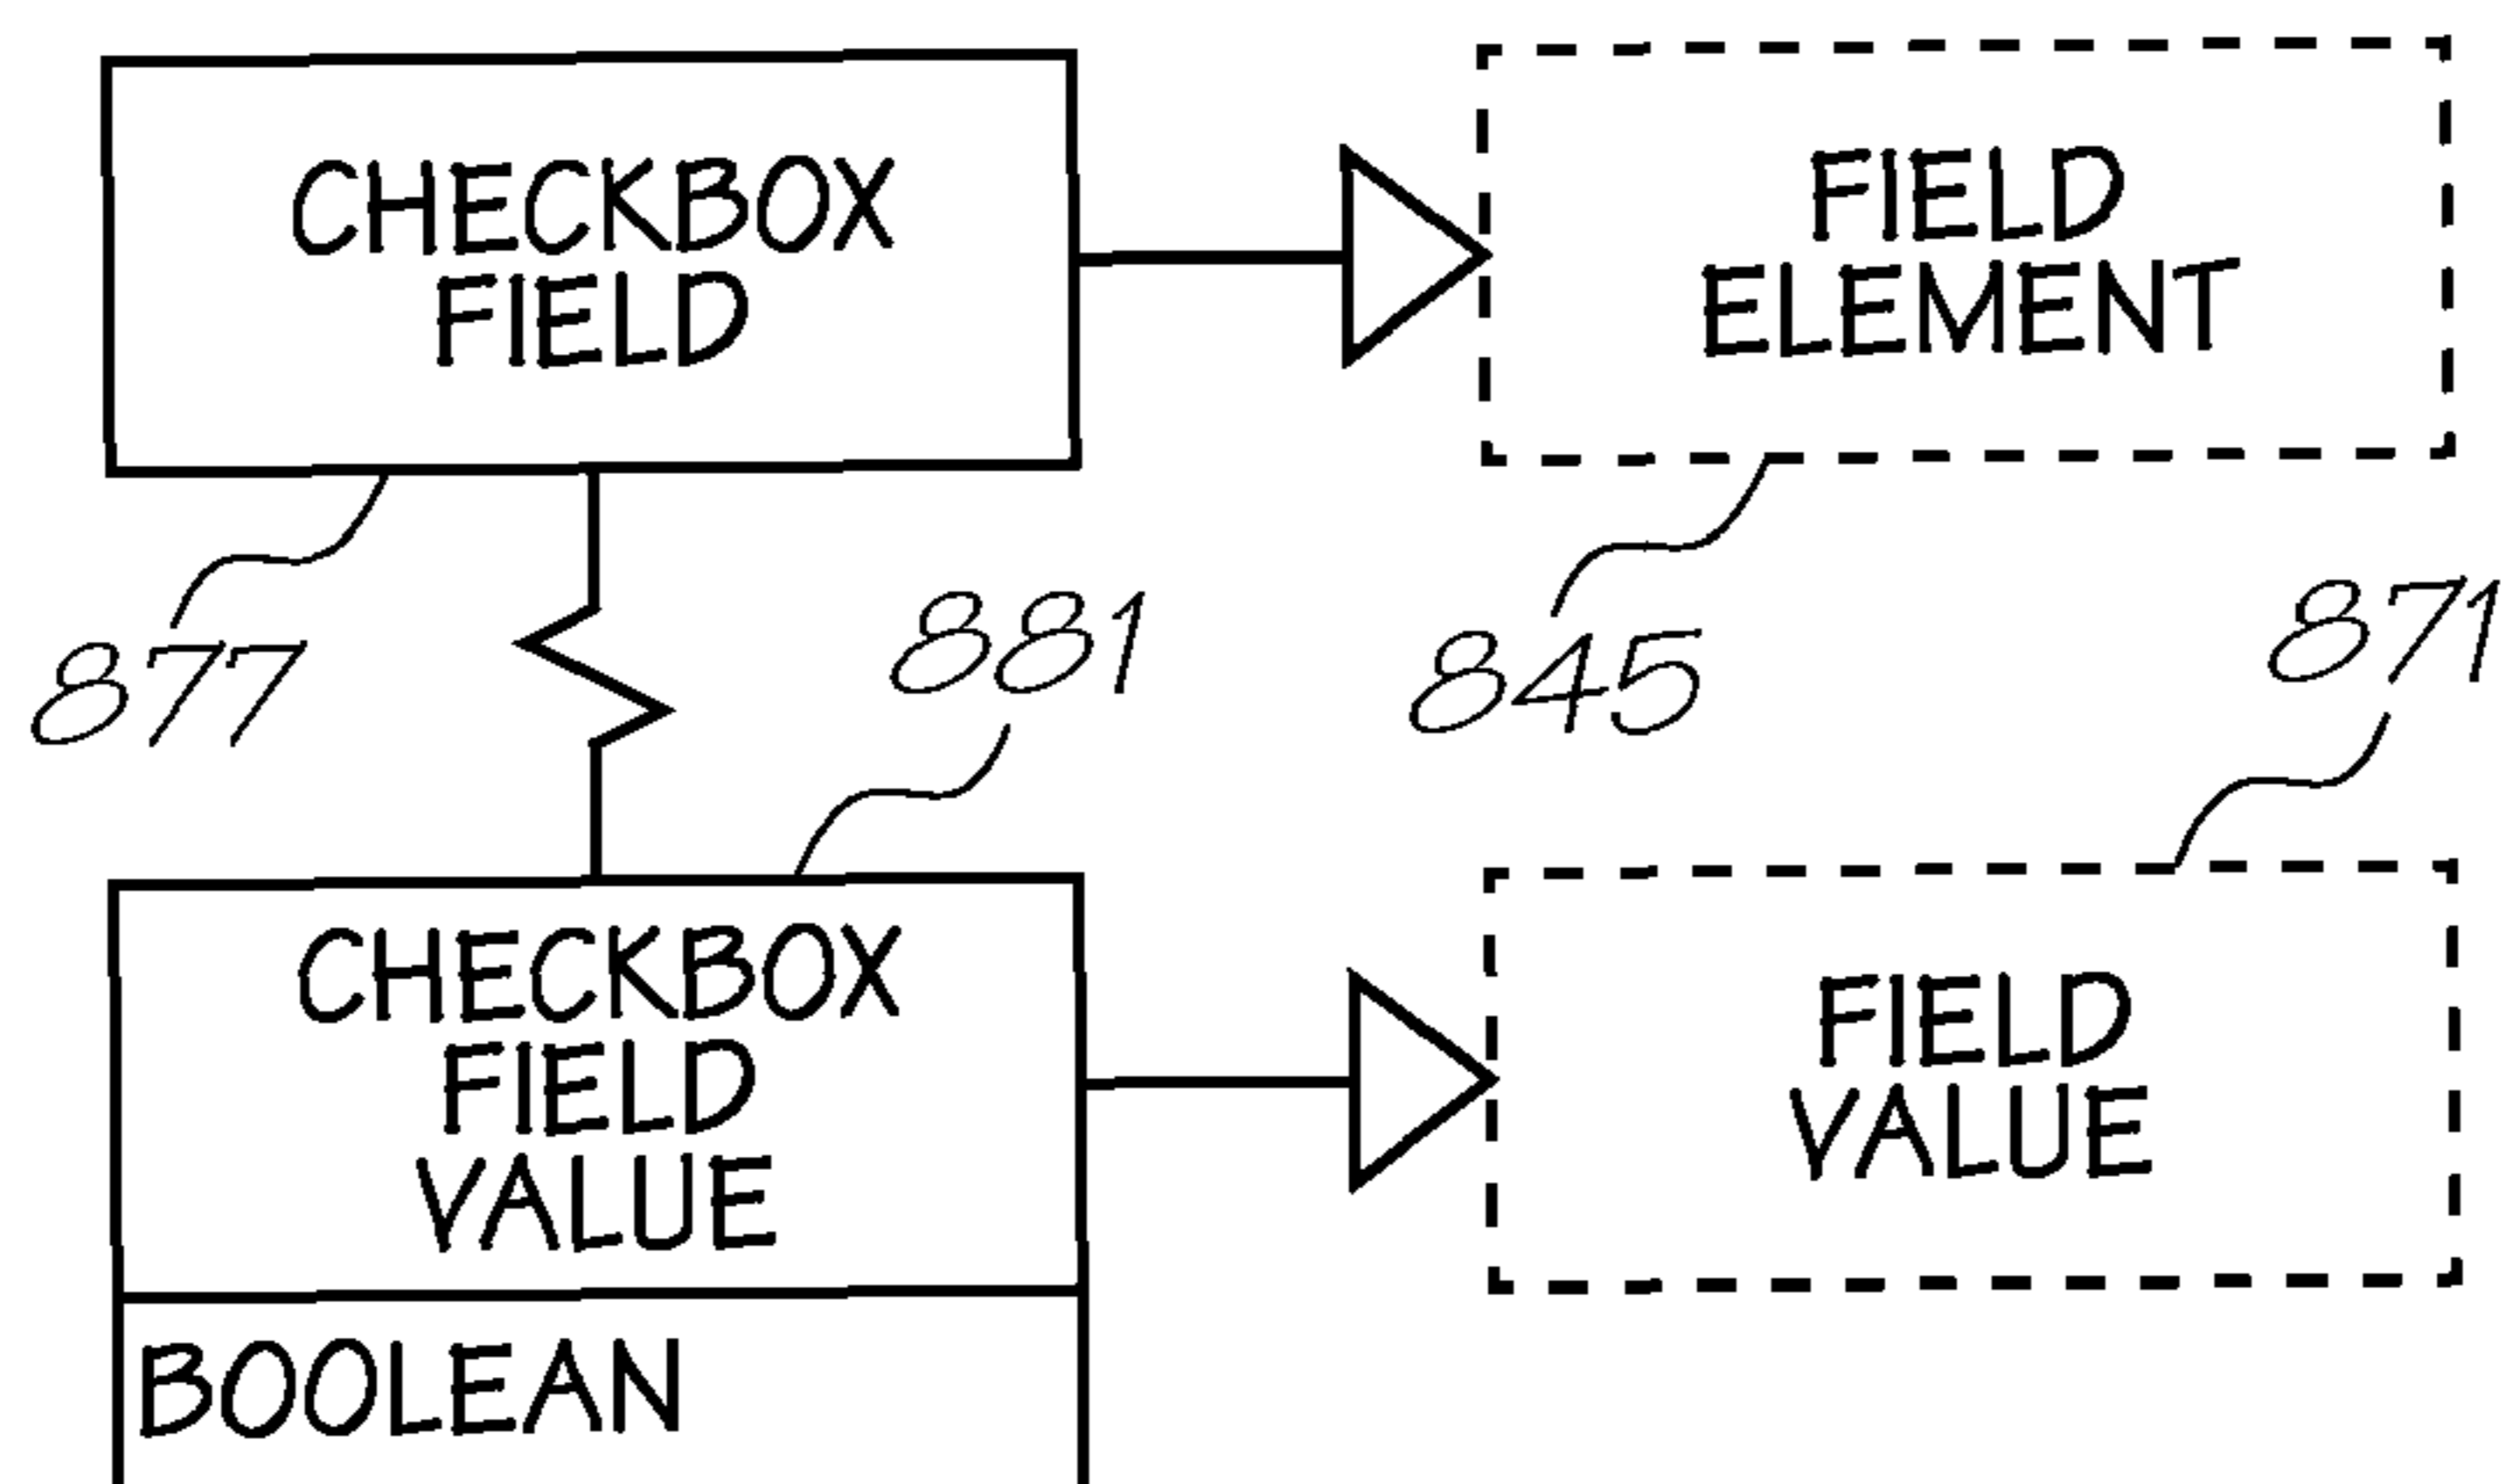 CHECKBOX
FIELD
FIELD
ELEMENT
877
881
845
871
CHECKBOX
FIELD
VALUE
FIELD
VALUE
BOOLEAN